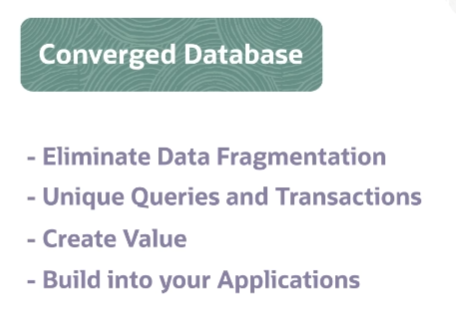 Converged Database
- Eliminate Data Fragmentation
- Unique Queries and Transactions
- Create Value
- Build into your Applications